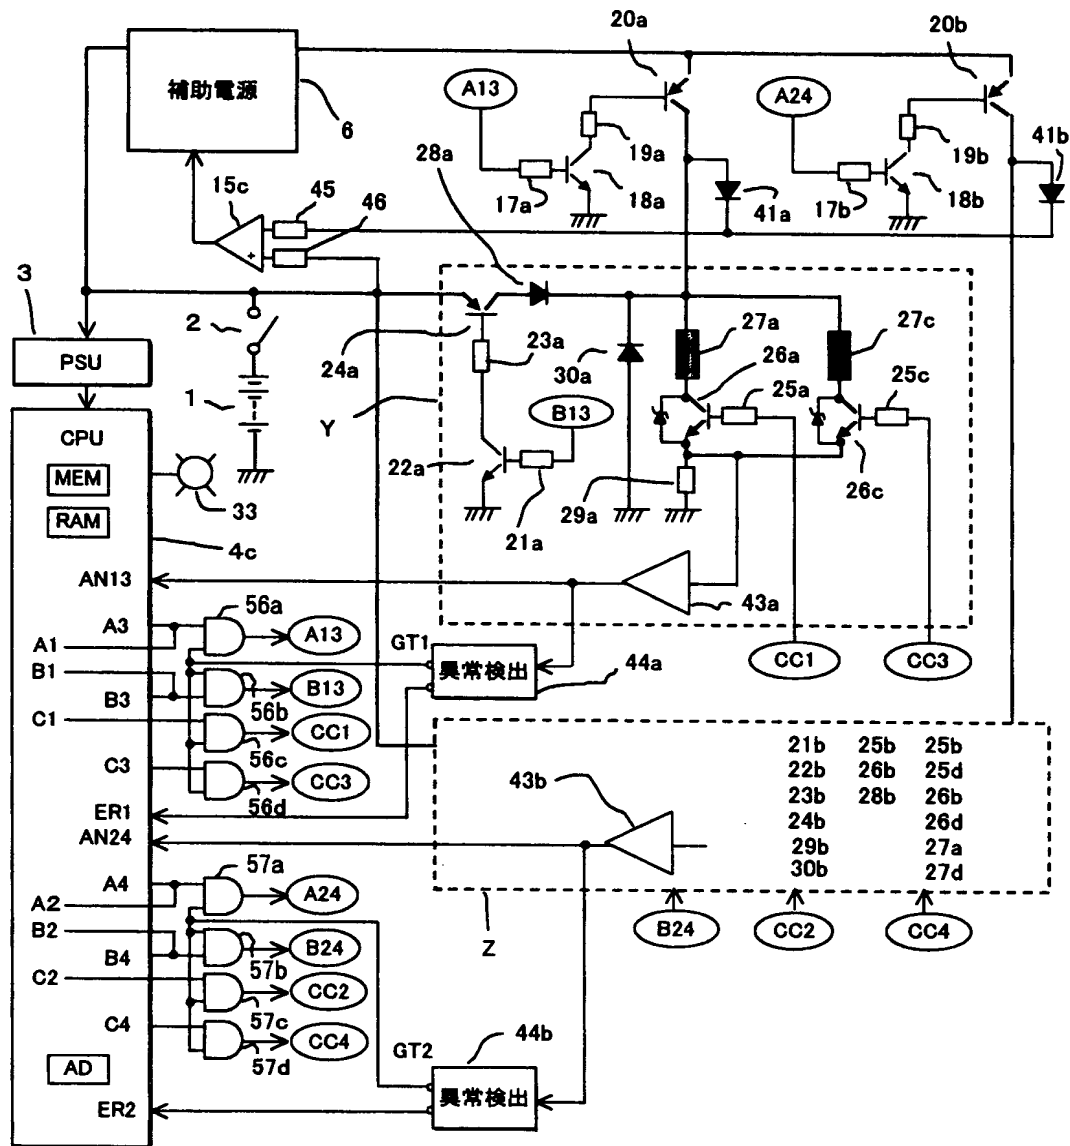 20a
20b
補助電源
A13
A24
6
19a
19b
41b
28a
15c
45
46
17a
18a
41a
17b
18b
3
2
27a
27c
23a
26a
PSU
24a
30a
25a
25c
1
B13
Y
CPU
22a
MEM
33
29a
26c
RAM
21a
4c
AN13
56a
43a
A3
A13
GT1
A1
異常検出
CC1
CC3
B1
B13
44a
B3
56b
C1
CC1
56c
21b 25b 25b
C3
CC3
43b
22b 26b 25d
56d
23b 28b 26b
ER1
24b 26d
AN24
29b 27a
57a
30b 27d
A4
A24
A2
B2
B24
CC2
CC4
B4
B24
Z
57b
C2
CC2
57c
44b
C4
CC4
GT2
57d
AD
異常検出
ER2